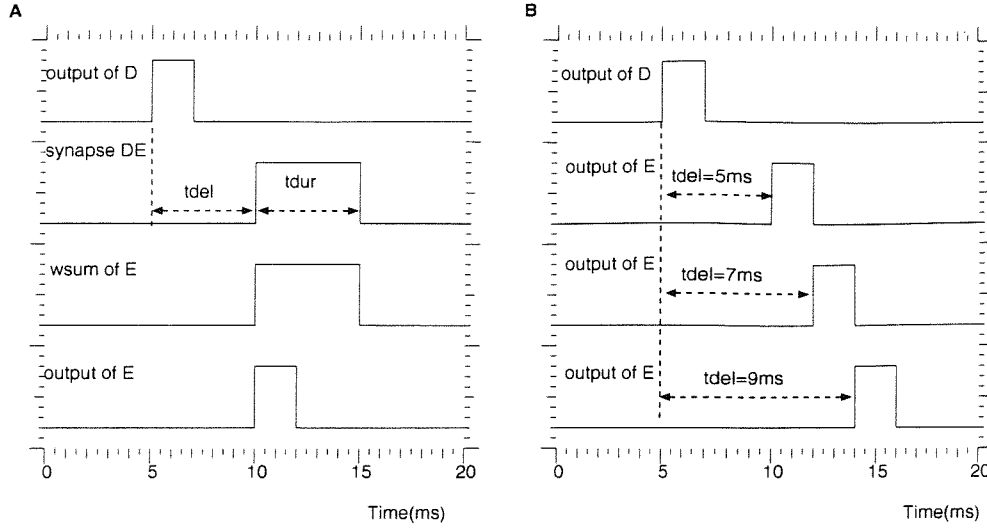 A
output of D
synapse DE
tdel
tdur
wsum of E
output of E
0 5 10 15 20
Time(ms)
B
output of D
output of E
tdel=5ms
output of E
tdel=7ms
output of E
tdel=9ms
0 5 10 15 20
Time(ms)